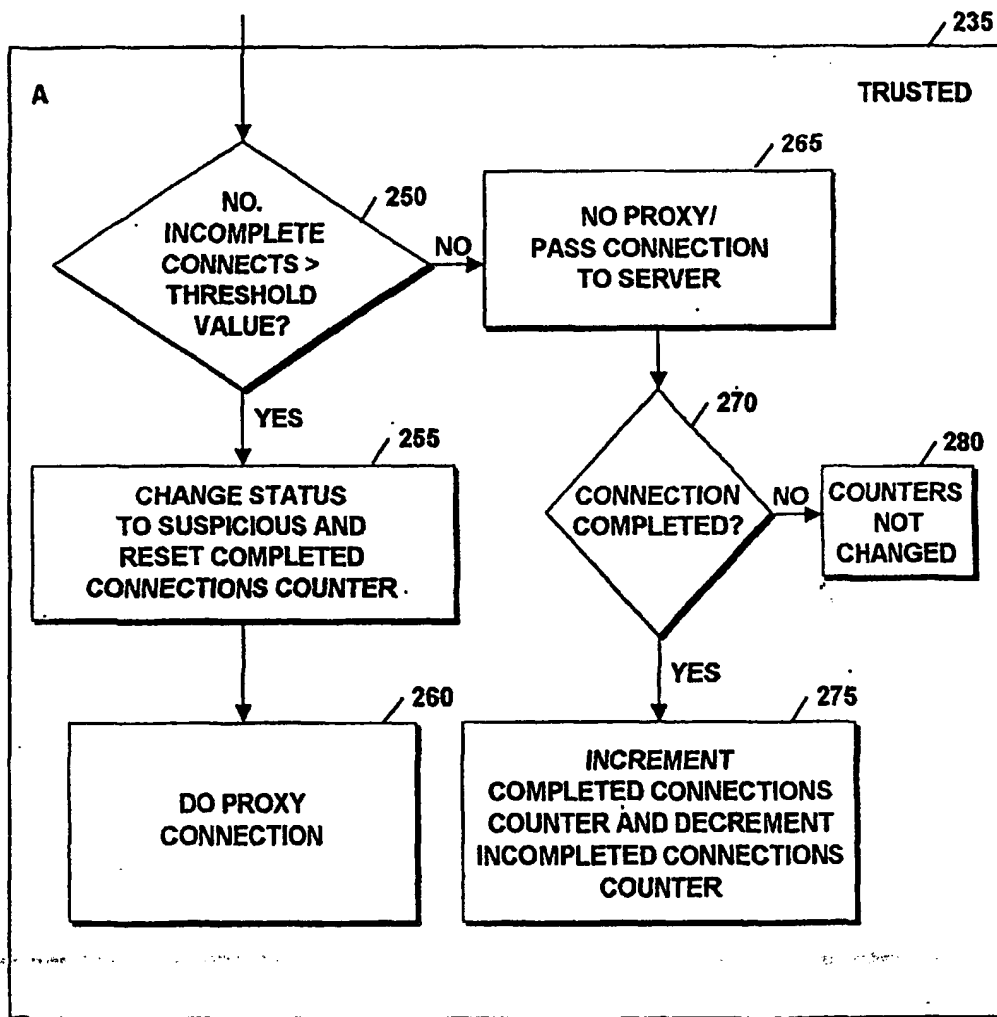 235
A
TRUSTED
NO.
INCOMPLETE
CONNECTS >
THRESHOLD
VALUE?
250
NO
265
NO PROXY/
PASS CONNECTION
TO SERVER
YES
255
CHANGE STATUS
TO SUSPICIOUS AND
RESET COMPLETED
CONNECTIONS COUNTER
270
CONNECTION
COMPLETED?
NO
280
COUNTERS
NOT
CHANGED
YES
260
DO PROXY
CONNECTION
275
INCREMENT
COMPLETED CONNECTIONS
COUNTER AND DECREMENT
INCOMPLETED CONNECTIONS
COUNTER